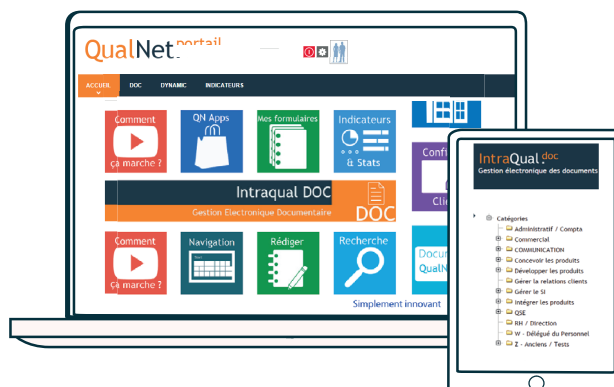 QualNet portail
ACCUEIL DOC DYNAMIC INDICATEURS
Comment
ça marche ?
QN Apps
Mes formulaires
Indicateurs
& Stats
Intraqual DOC
Gestion Electronique Documentaire
DOC
Comment
ça marche ?
Navigation
Rédiger
Recherche
QualN
Simplement innovant
IntraQual.doc
Gestion électronique des documents
Catégories
Administratif / Compta
Commercial
COMMUNICATION
Concevoir les produits
Développer les produits
Gérer la relations clients
Gérer le SI
Intégrer les produits
QSE
RH / Direction
W - Délégué du Personnel
Z - Anciens / Tests